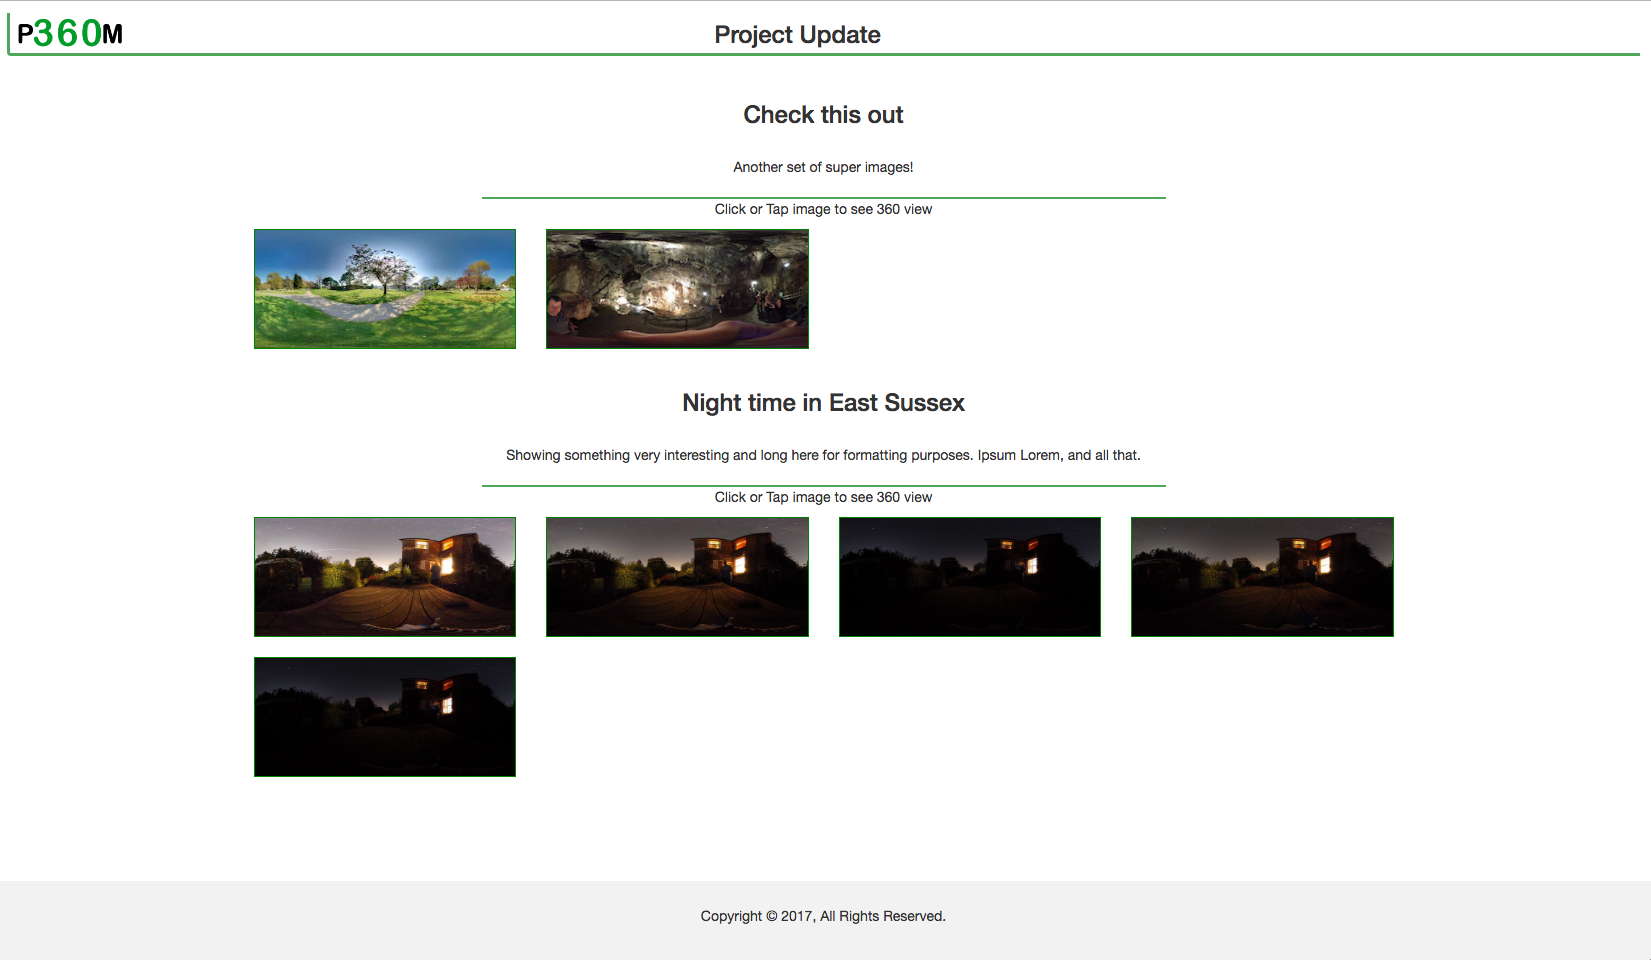 P360M
Project Update
Check this out
Another set of super images!
Click or Tap image to see 360 view
Night time in East Sussex
Showing something very interesting and long here for formatting purposes. Ipsum Lorem, and all that.
Click or Tap image to see 360 view
Copyright © 2017, All Rights Reserved.